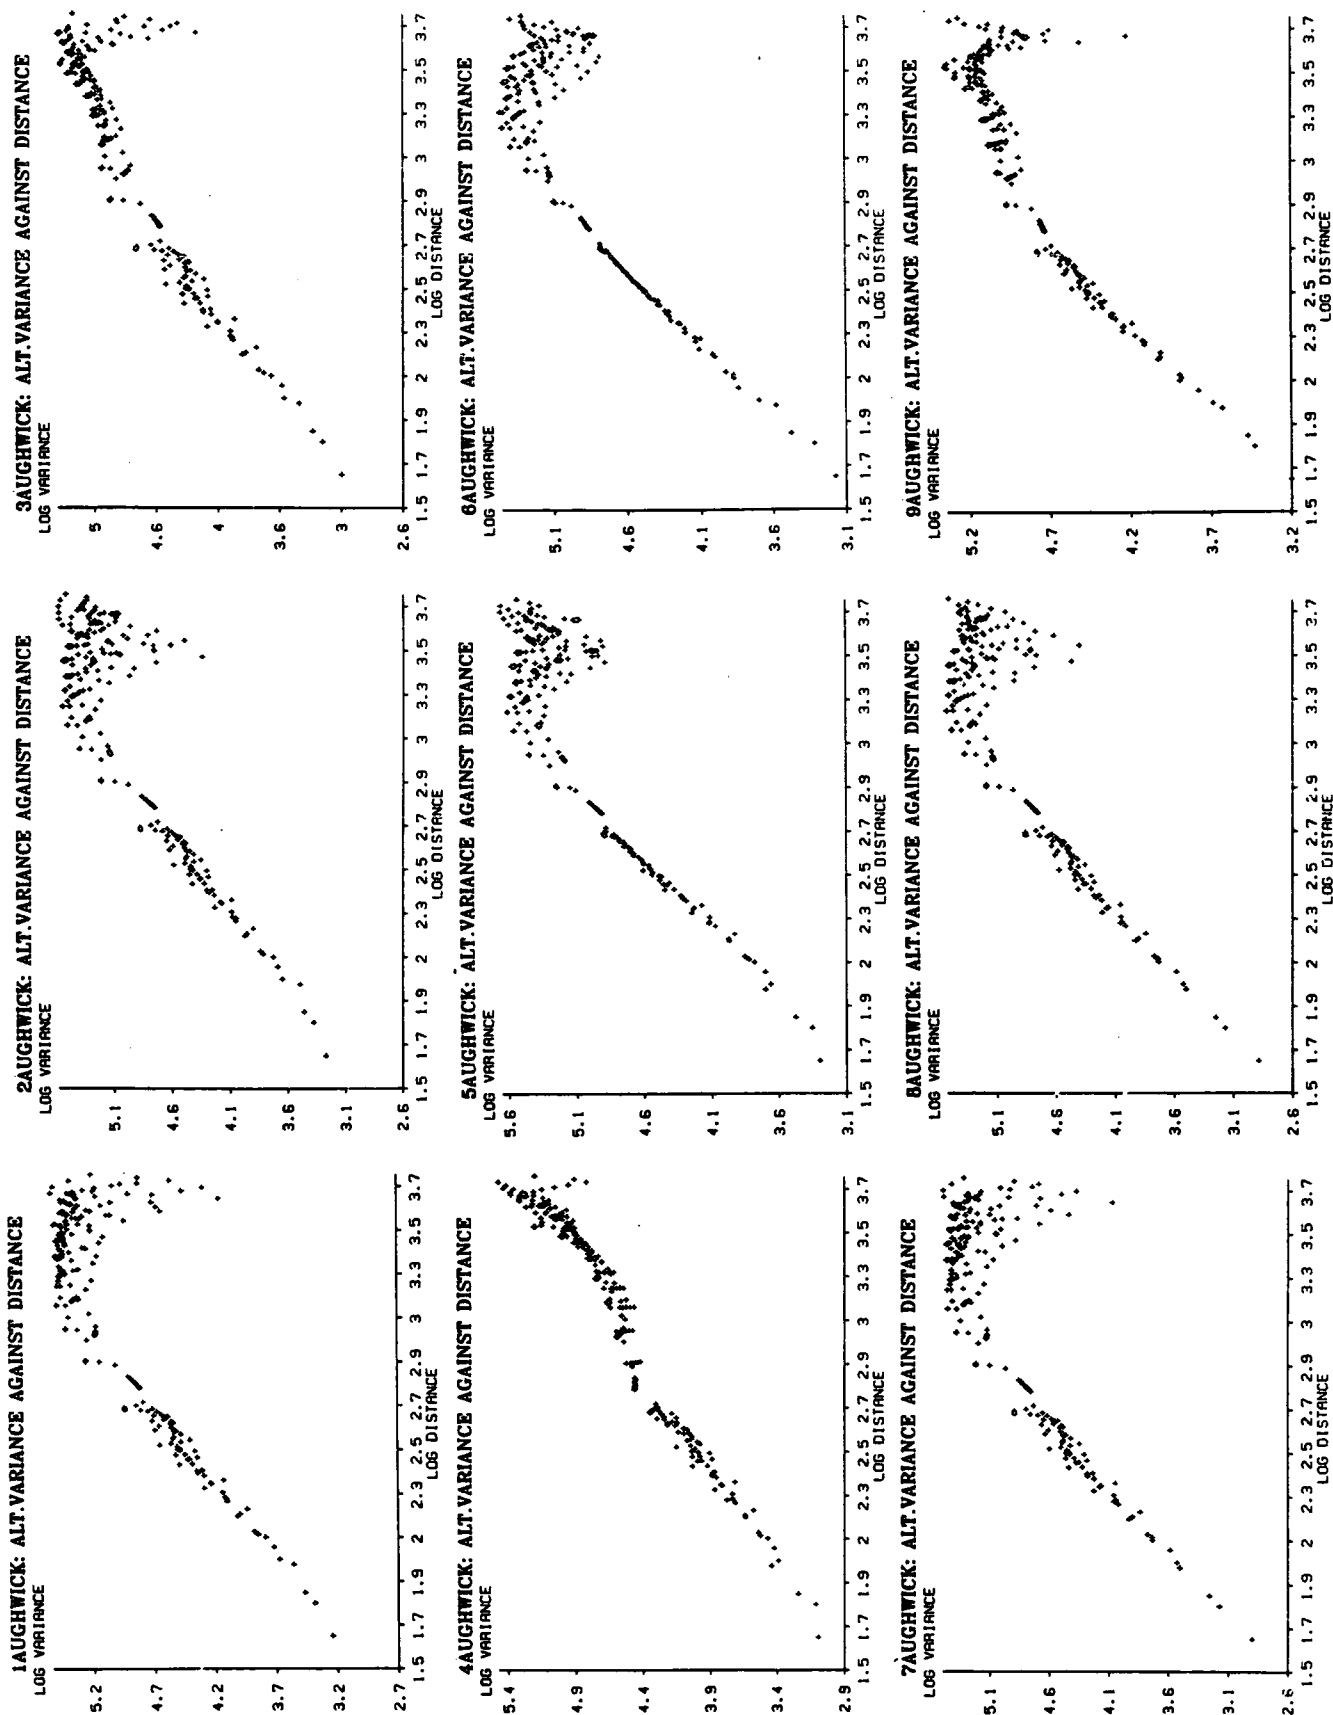 1AUGHWICK: ALT.VARIANCE AGAINST DISTANCE
LOG VARIANCE
5.2
4.7
4.2
3.7
3.2
2.7
1.5 1.7 1.9 2 2.3 2.5 2.7 2.9 3 3.3 3.5 3.7
LOG DISTANCE
2AUGHWICK: ALT.VARIANCE AGAINST DISTANCE
LOG VARIANCE
5.1
4.6
4.1
3.6
3.1
2.6
1.5 1.7 1.9 2 2.3 2.5 2.7 2.9 3 3.3 3.5 3.7
LOG DISTANCE
3AUGHWICK: ALT.VARIANCE AGAINST DISTANCE
LOG VARIANCE
5
4.6
4
3.6
3
2.6
1.5 1.7 1.9 2 2.3 2.5 2.7 2.9 3 3.3 3.5 3.7
LOG DISTANCE
4AUGHWICK: ALT.VARIANCE AGAINST DISTANCE
LOG VARIANCE
5.4
4.9
4.4
3.9
3.4
2.9
1.5 1.7 1.9 2 2.3 2.5 2.7 2.9 3 3.3 3.5 3.7
LOG DISTANCE
5AUGHWICK: ALT.VARIANCE AGAINST DISTANCE
LOG VARIANCE
5.6
5.1
4.6
4.1
3.6
3.1
1.5 1.7 1.9 2 2.3 2.5 2.7 2.9 3 3.3 3.5 3.7
LOG DISTANCE
6AUGHWICK: ALT.VARIANCE AGAINST DISTANCE
LOG VARIANCE
5.1
4.6
4.1
3.6
3.1
1.5 1.7 1.9 2 2.3 2.5 2.7 2.9 3 3.3 3.5 3.7
LOG DISTANCE
7AUGHWICK: ALT.VARIANCE AGAINST DISTANCE
LOG VARIANCE
5.1
4.6
4.1
3.6
3.1
2.6
1.5 1.7 1.9 2 2.3 2.5 2.7 2.9 3 3.3 3.5 3.7
LOG DISTANCE
8AUGHWICK: ALT.VARIANCE AGAINST DISTANCE
LOG VARIANCE
5.1
4.6
4.1
3.6
3.1
2.6
1.5 1.7 1.9 2 2.3 2.5 2.7 2.9 3 3.3 3.5 3.7
LOG DISTANCE
9AUGHWICK: ALT.VARIANCE AGAINST DISTANCE
LOG VARIANCE
5.2
4.7
4.2
3.7
3.2
1.5 1.7 1.9 2 2.3 2.5 2.7 2.9 3 3.3 3.5 3.7
LOG DISTANCE